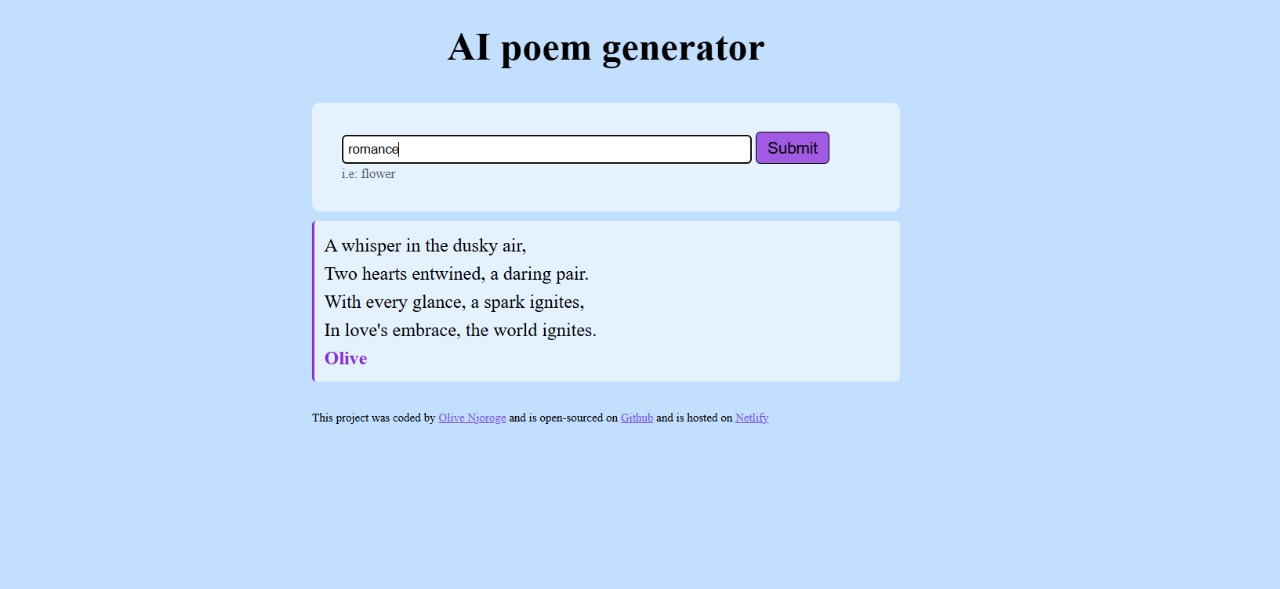 AI poem generator
romance
Submit
i.e: flower
A whisper in the dusky air,
Two hearts entwined, a daring pair.
With every glance, a spark ignites,
In love's embrace, the world ignites.
Olive
This project was coded by Olive Njoroge and is open-sourced on Github and is hosted on Netlify